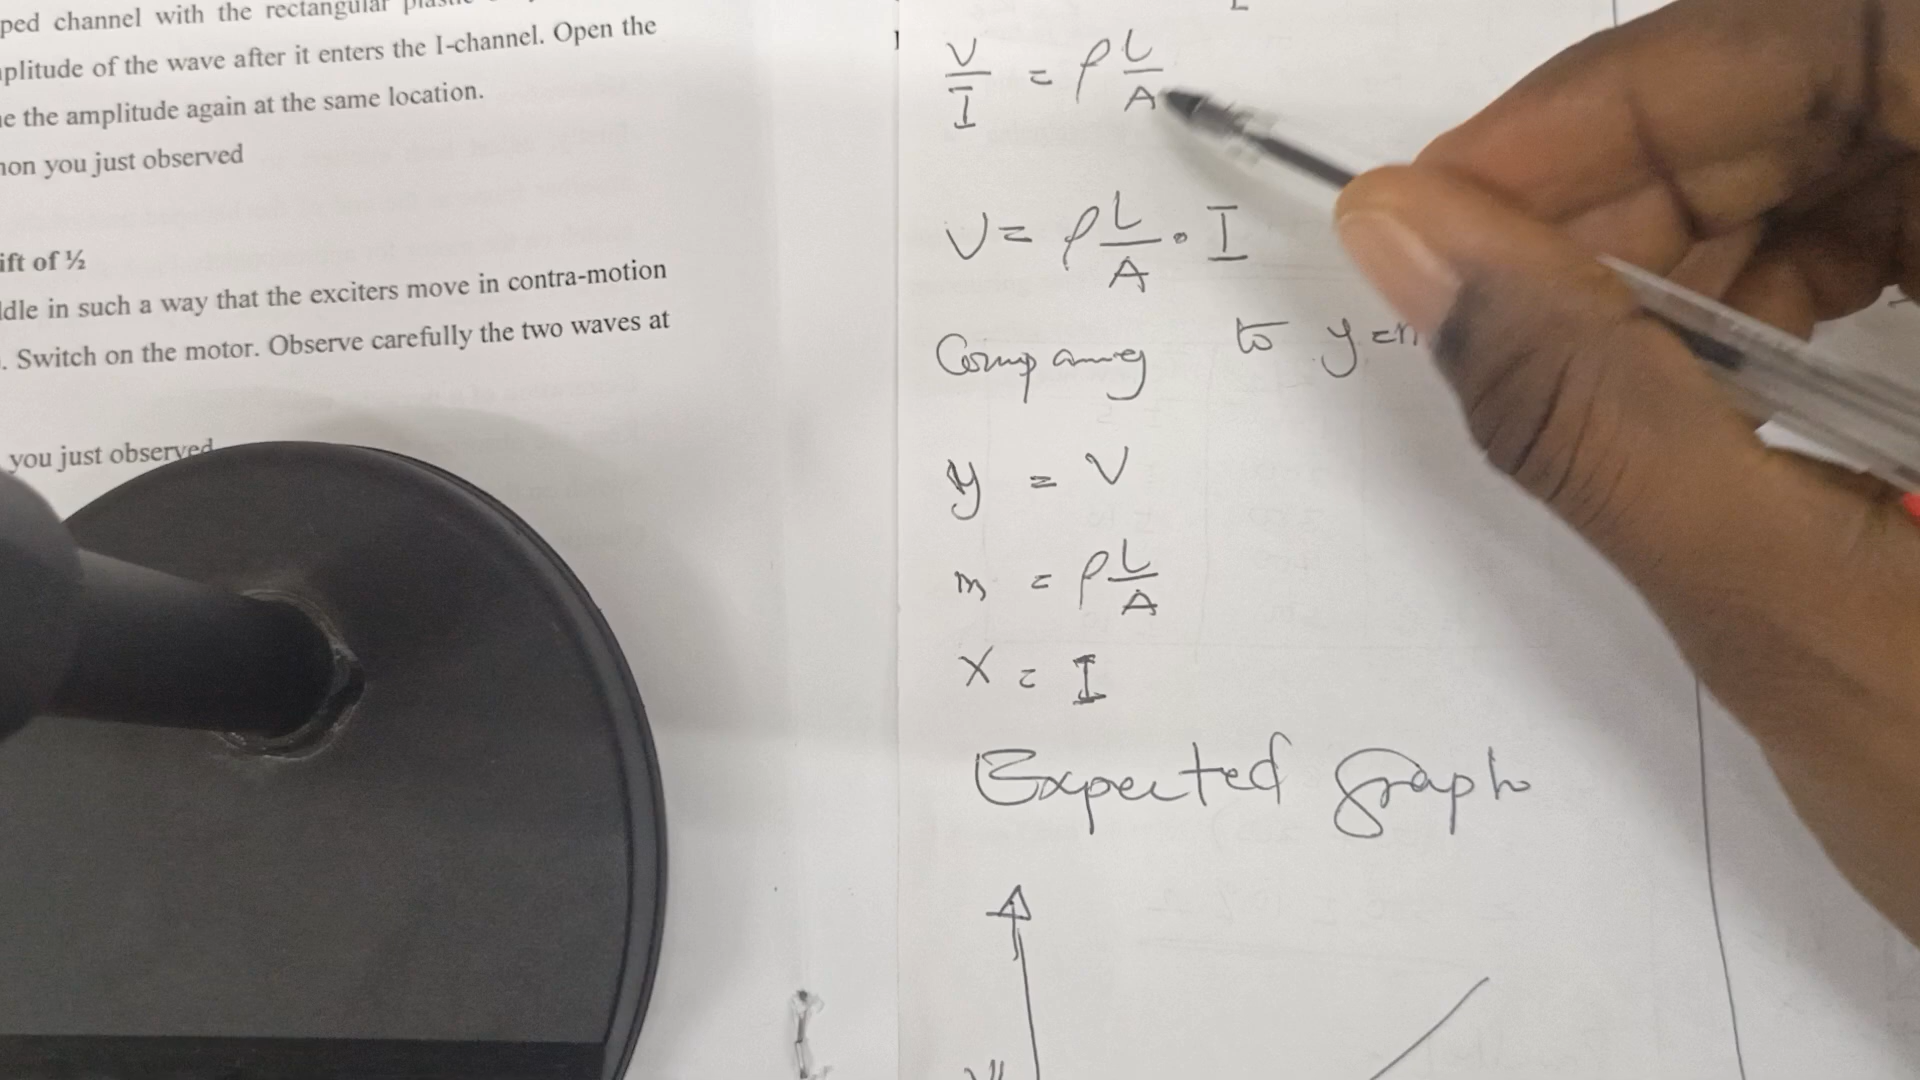 ped channel with the rectangular
plitude of the wave after it enters the I-channel. Open the
e the amplitude again at the same location.
non you just observed
ift of ½
ddle in such a way that the exciters move in contra-motion
. Switch on the motor. Observe carefully the two waves at
you just observed
V/I = ρ L/A
V = ρ L/A · I
Comparing to y =
y = V
m = ρ L/A
X = I
Expected graph
V